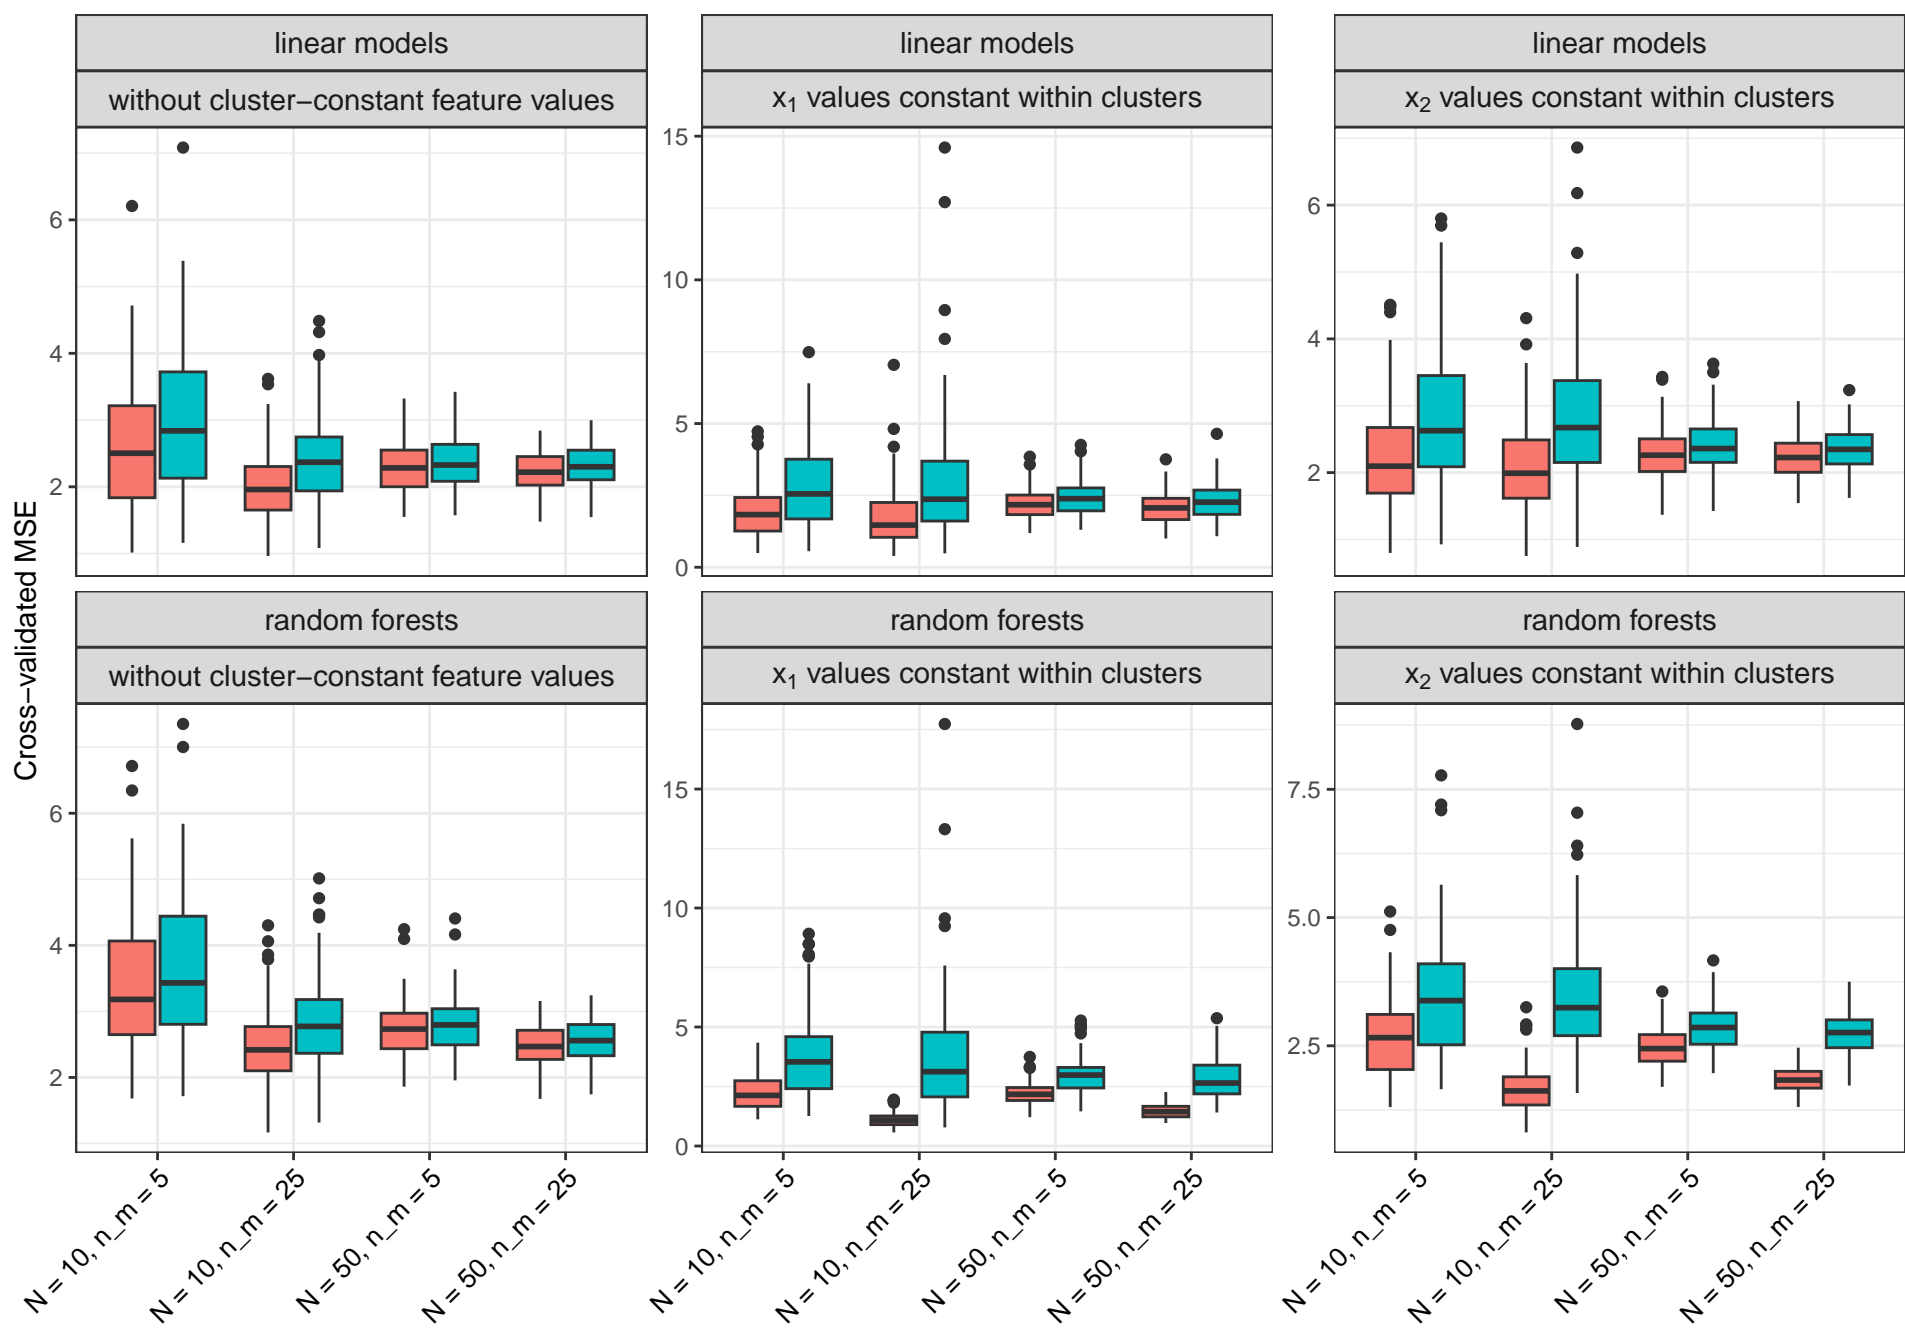 linear models
without cluster−constant feature values
linear models
x₁ values constant within clusters
linear models
x₂ values constant within clusters
6
4
2
15
10
5
0
6
4
2
Cross−validated MSE
random forests
without cluster−constant feature values
random forests
x₁ values constant within clusters
random forests
x₂ values constant within clusters
6
4
2
15
10
5
0
7.5
5.0
2.5
N = 10, n_m = 5
N = 10, n_m = 25
N = 50, n_m = 5
N = 50, n_m = 25
N = 10, n_m = 5
N = 10, n_m = 25
N = 50, n_m = 5
N = 50, n_m = 25
N = 10, n_m = 5
N = 10, n_m = 25
N = 50, n_m = 5
N = 50, n_m = 25